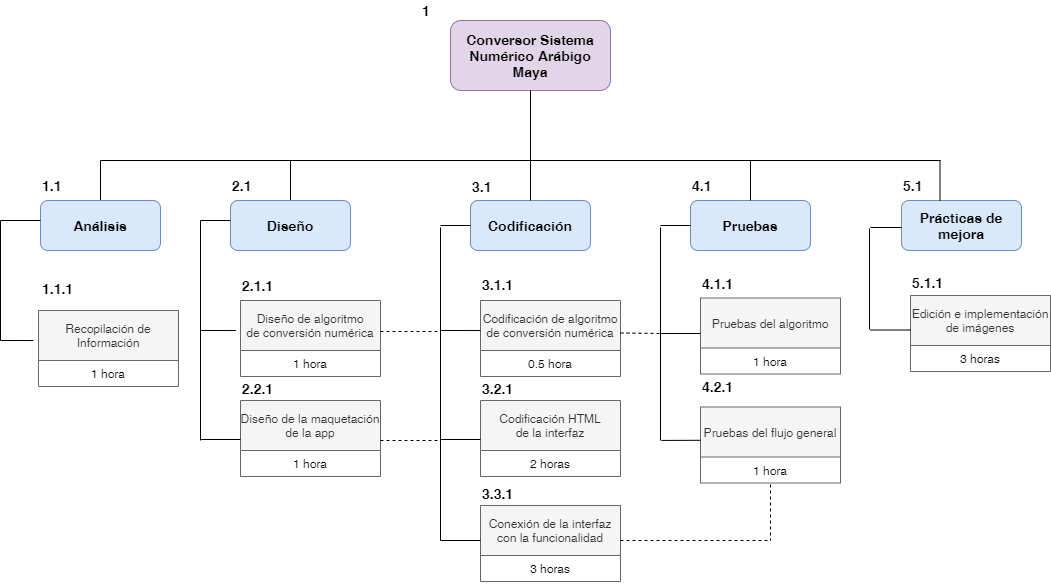 1
Conversor Sistema
Numérico Arábigo
Maya
1.1
Análisis
1.1.1
Recopilación de
Información
1 hora
2.1
Diseño
2.1.1
Diseño de algoritmo
de conversión numérica
1 hora
2.2.1
Diseño de la maquetación
de la app
1 hora
3.1
Codificación
3.1.1
Codificación de algoritmo
de conversión numérica
0.5 hora
3.2.1
Codificación HTML
de la interfaz
2 horas
3.3.1
Conexión de la interfaz
con la funcionalidad
3 horas
4.1
Pruebas
4.1.1
Pruebas del algoritmo
1 hora
4.2.1
Pruebas del flujo general
1 hora
5.1
Prácticas de
mejora
5.1.1
Edición e implementación
de imágenes
3 horas